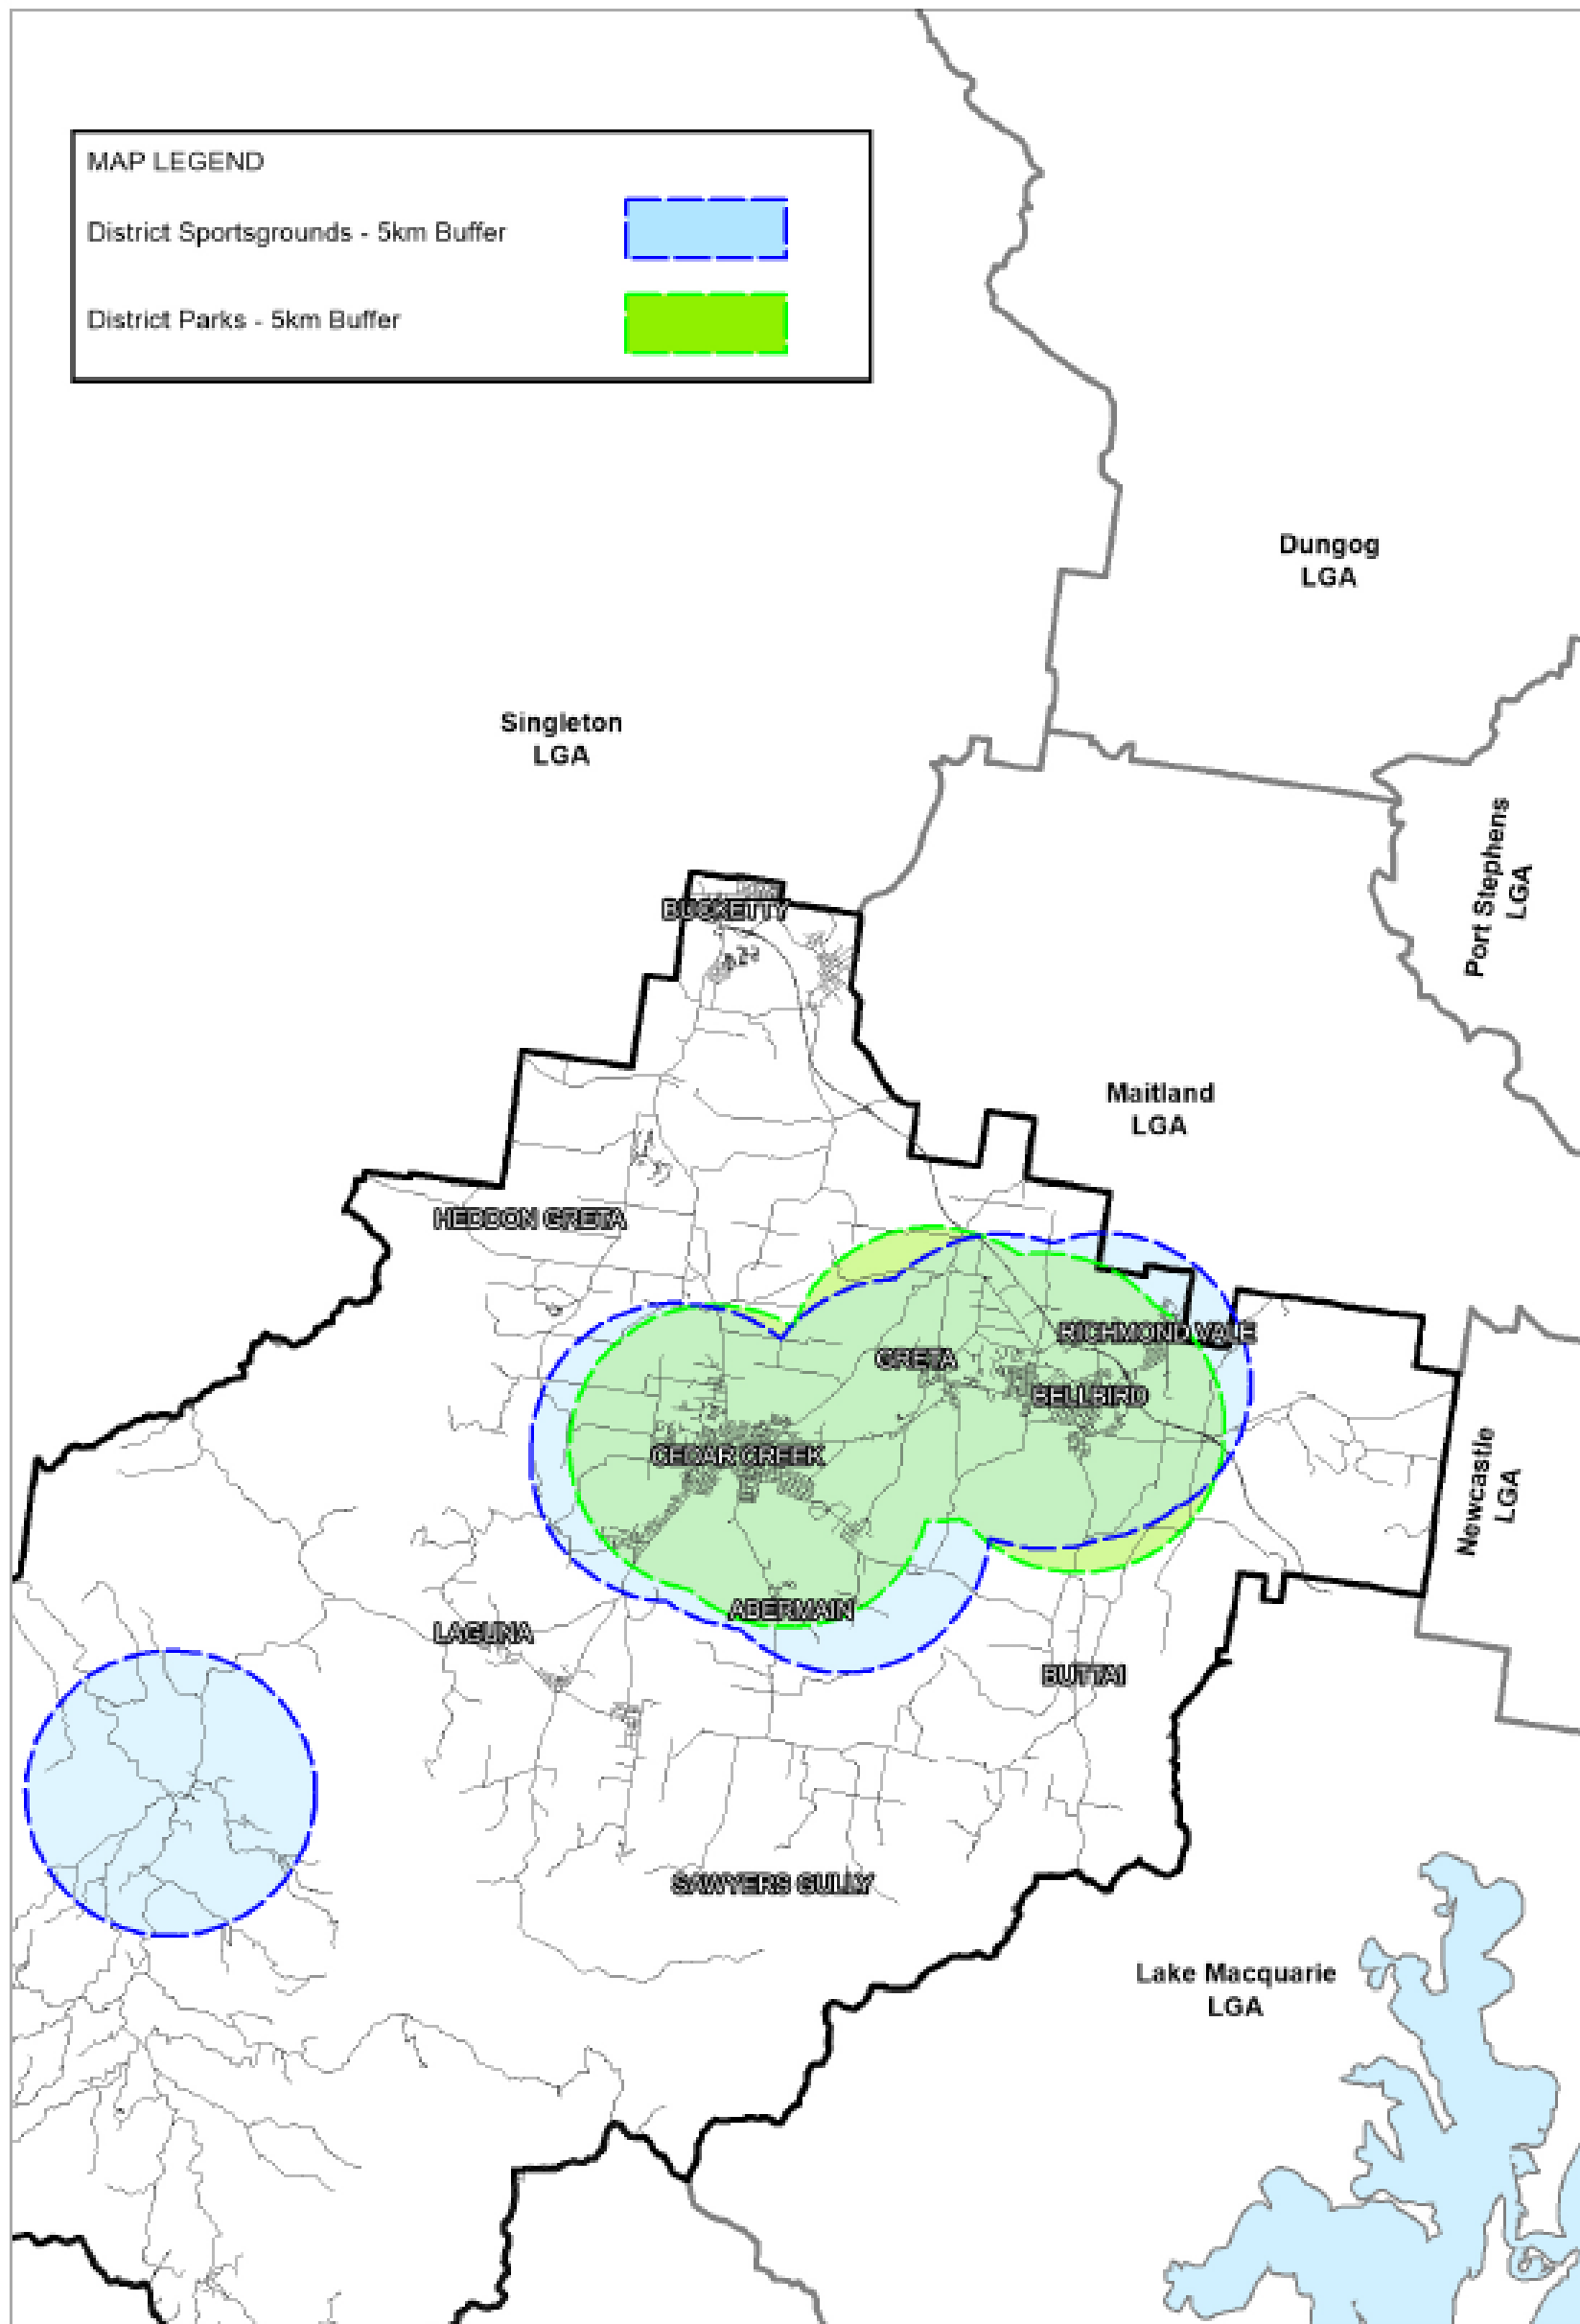 MAP LEGEND
District Sportsgrounds - 5km Buffer
District Parks - 5km Buffer
Dungog
LGA
Singleton
LGA
Port Stephens
LGA
BUCKETTY
Maitland
LGA
HEDDON GRETA
RICHMOND VALE
GRETA
BELLBIRD
CEDAR CREEK
Newcastle
LGA
ABERMAIN
LAGUNA
BUTTAI
SAWYERS GULLY
Lake Macquarie
LGA